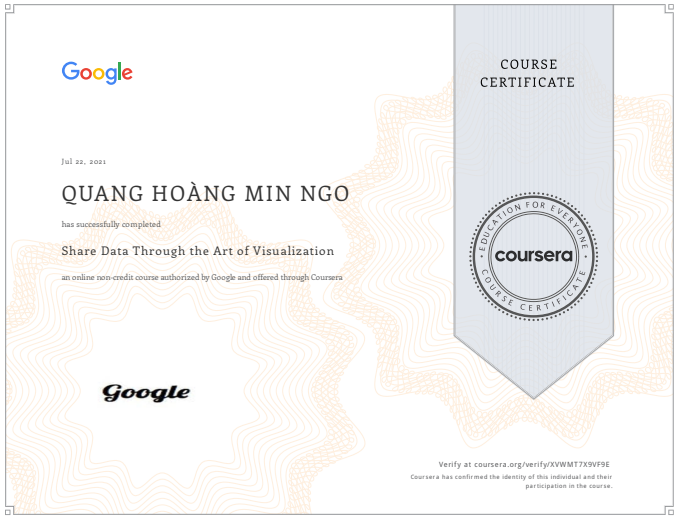 Google
COURSE
CERTIFICATE
Jul 22, 2021
QUANG HOÀNG MIN NGO
has successfully completed
Share Data Through the Art of Visualization
an online non-credit course authorized by Google and offered through Coursera
EDUCATION FOR EVERYONE
coursera
COURSE CERTIFICATE
Google
Verify at coursera.org/verify/XVWMT7X9VF9E
Coursera has confirmed the identity of this individual and their
participation in the course.